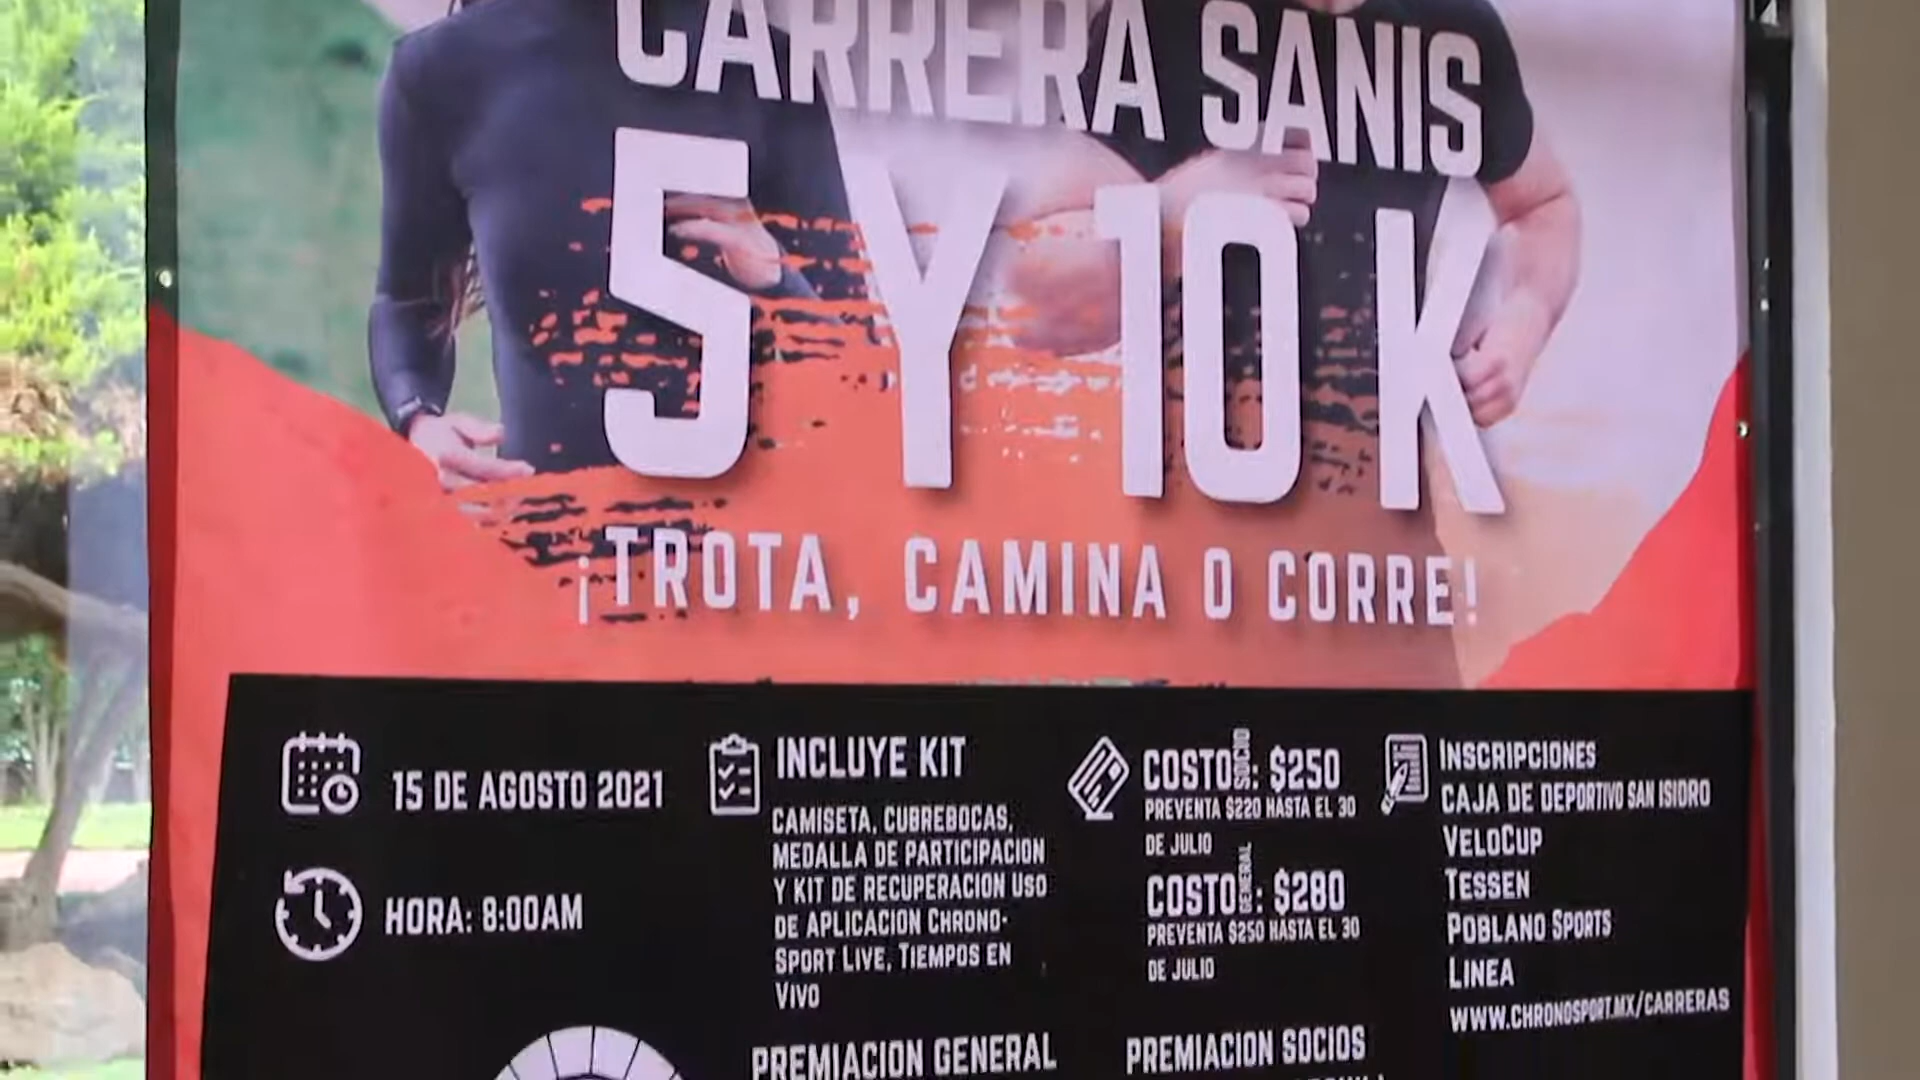 CARRERA SANIS
5 Y 10 K
¡TROTA, CAMINA O CORRE!
15 DE AGOSTO 2021
HORA: 8:00AM
INCLUYE KIT
CAMISETA, CUBREBOCAS,
MEDALLA DE PARTICIPACION
Y KIT DE RECUPERACION USO
DE APLICACION CHRONO-
SPORT LIVE, TIEMPOS EN
VIVO
COSTO SOCIO: $250
PREVENTA $220 HASTA EL 30
DE JULIO
COSTO GENERAL: $280
PREVENTA $250 HASTA EL 30
DE JULIO
INSCRIPCIONES
CAJA DE DEPORTIVO SAN ISIDRO
VELOCUP
TESSEN
POBLANO SPORTS
LINEA
WWW.CHRONOSPORT.MX/CARRERAS
PREMIACION GENERAL
PREMIACION SOCIOS